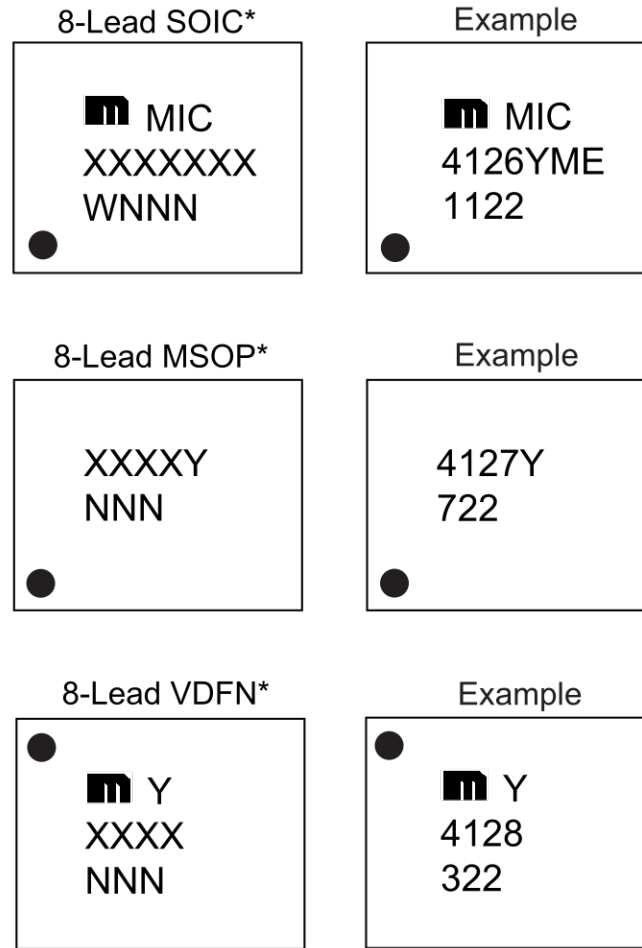 8-Lead SOIC*
Example
MIC
XXXXXXX
WNNN
MIC
4126YME
1122
8-Lead MSOP*
Example
XXXXY
NNN
4127Y
722
8-Lead VDFN*
Example
Y
XXXX
NNN
Y
4128
322